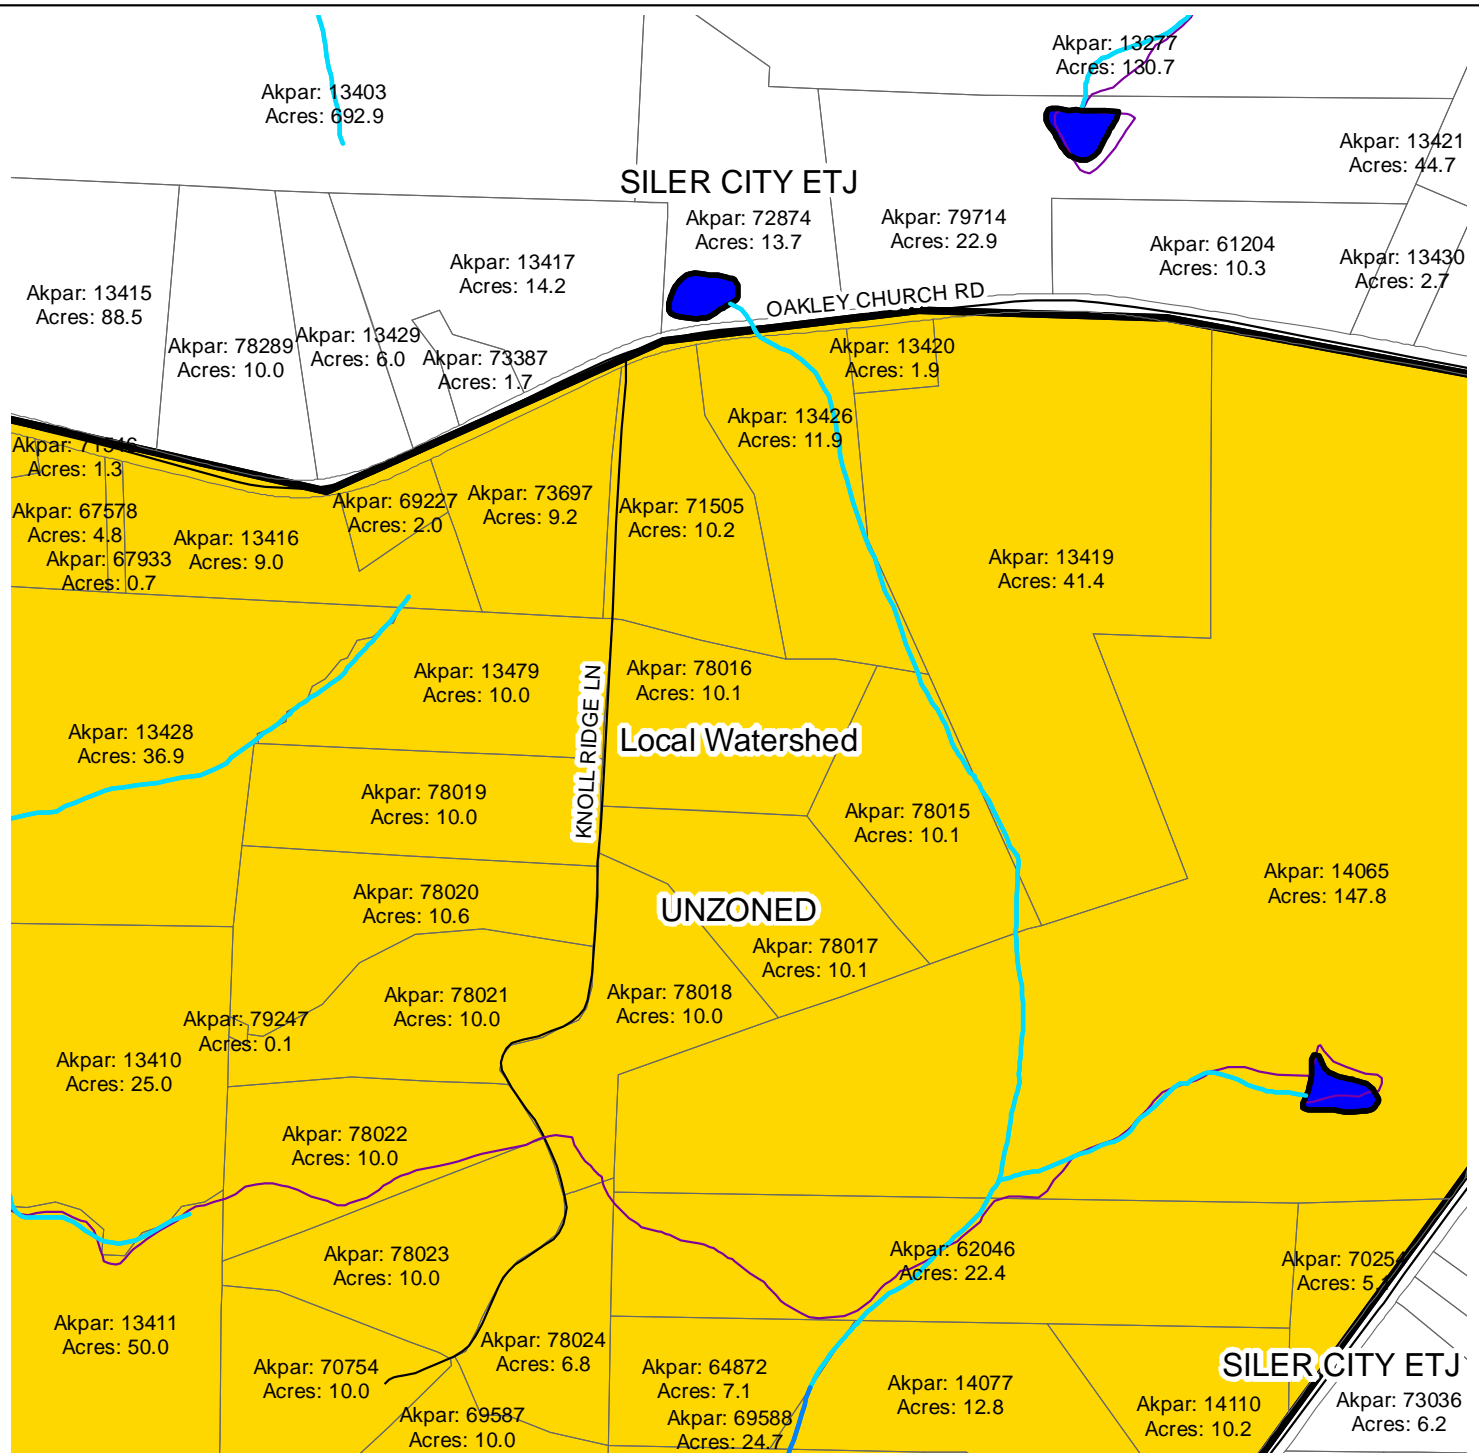 Akpar: 13277
Acres: 130.7
Akpar: 13403
Acres: 692.9
Akpar: 13421
Acres: 44.7
SILER CITY ETJ
Akpar: 72874
Acres: 13.7
Akpar: 79714
Acres: 22.9
Akpar: 61204
Acres: 10.3
Akpar: 13430
Acres: 2.7
Akpar: 13417
Acres: 14.2
Akpar: 13415
Acres: 88.5
OAKLEY CHURCH RD
Akpar: 78289
Acres: 10.0
Akpar: 13429
Acres: 6.0
Akpar: 73387
Acres: 1.7
Akpar: 13420
Acres: 1.9
Akpar: 13426
Acres: 11.9
Akpar:
Acres: 1.3
Akpar: 67578
Acres: 4.8
Akpar: 67933
Acres: 0.7
Akpar: 13416
Acres: 9.0
Akpar: 69227
Acres: 2.0
Akpar: 73697
Acres: 9.2
Akpar: 71505
Acres: 10.2
Akpar: 13419
Acres: 41.4
Akpar: 13479
Acres: 10.0
Akpar: 78016
Acres: 10.1
KNOLL RIDGE LN
Local Watershed
Akpar: 13428
Acres: 36.9
Akpar: 78019
Acres: 10.0
Akpar: 78015
Acres: 10.1
Akpar: 14065
Acres: 147.8
Akpar: 78020
Acres: 10.6
UNZONED
Akpar: 78017
Acres: 10.1
Akpar: 78021
Acres: 10.0
Akpar: 78018
Acres: 10.0
Akpar: 79247
Acres: 0.1
Akpar: 13410
Acres: 25.0
Akpar: 78022
Acres: 10.0
Akpar: 78023
Acres: 10.0
Akpar: 62046
Acres: 22.4
Akpar: 70254
Acres:
Akpar: 13411
Acres: 50.0
Akpar: 78024
Acres: 6.8
Akpar: 70754
Acres: 10.0
Akpar: 64872
Acres: 7.1
Akpar: 14077
Acres: 12.8
SILER CITY ETJ
Akpar: 14110
Acres: 10.2
Akpar: 73036
Acres: 6.2
Akpar: 69587
Acres: 10.0
Akpar: 69588
Acres: 24.7